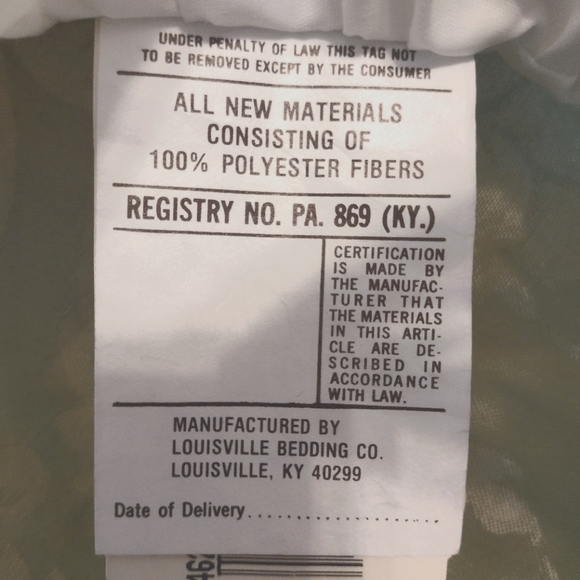 UNDER PENALTY OF LAW THIS TAG NOT
TO BE REMOVED EXCEPT BY THE CONSUMER
ALL NEW MATERIALS
CONSISTING OF
100% POLYESTER FIBERS
REGISTRY NO. PA. 869 (KY.)
CERTIFICATION
IS MADE BY
THE MANUFAC-
TURER THAT
THE MATERIALS
IN THIS ARTI-
CLE ARE DE-
SCRIBED IN
ACCORDANCE
WITH LAW.
MANUFACTURED BY
LOUISVILLE BEDDING CO.
LOUISVILLE, KY 40299
Date of Delivery..........................